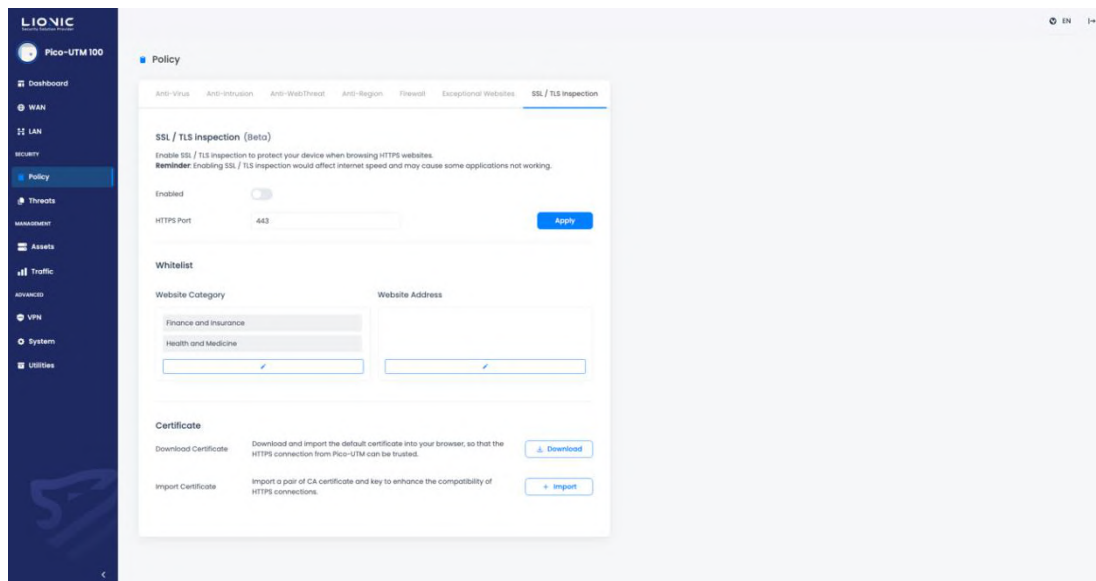 LIONIC
Security Solution Provider
EN
Pico-UTM 100
Policy
Dashboard
WAN
LAN
SECURITY
Policy
Threats
MANAGEMENT
Assets
Traffic
ADVANCED
VPN
System
Utilities
Anti-Virus Anti-Intrusion Anti-WebThreat Anti-Region Firewall Exceptional Websites SSL / TLS Inspection
SSL / TLS inspection (Beta)
Enable SSL / TLS inspection to protect your device when browsing HTTPS websites.
Reminder: Enabling SSL / TLS inspection would affect internet speed and may cause some applications not working.
Enabled
HTTPS Port 443 Apply
Whitelist
Website Category Website Address
Finance and Insurance
Health and Medicine
Certificate
Download Certificate
Download and import the default certificate into your browser, so that the
HTTPS connection from Pico-UTM can be trusted.
Download
Import Certificate
Import a pair of CA certificate and key to enhance the compatibility of
HTTPS connections.
+ Import